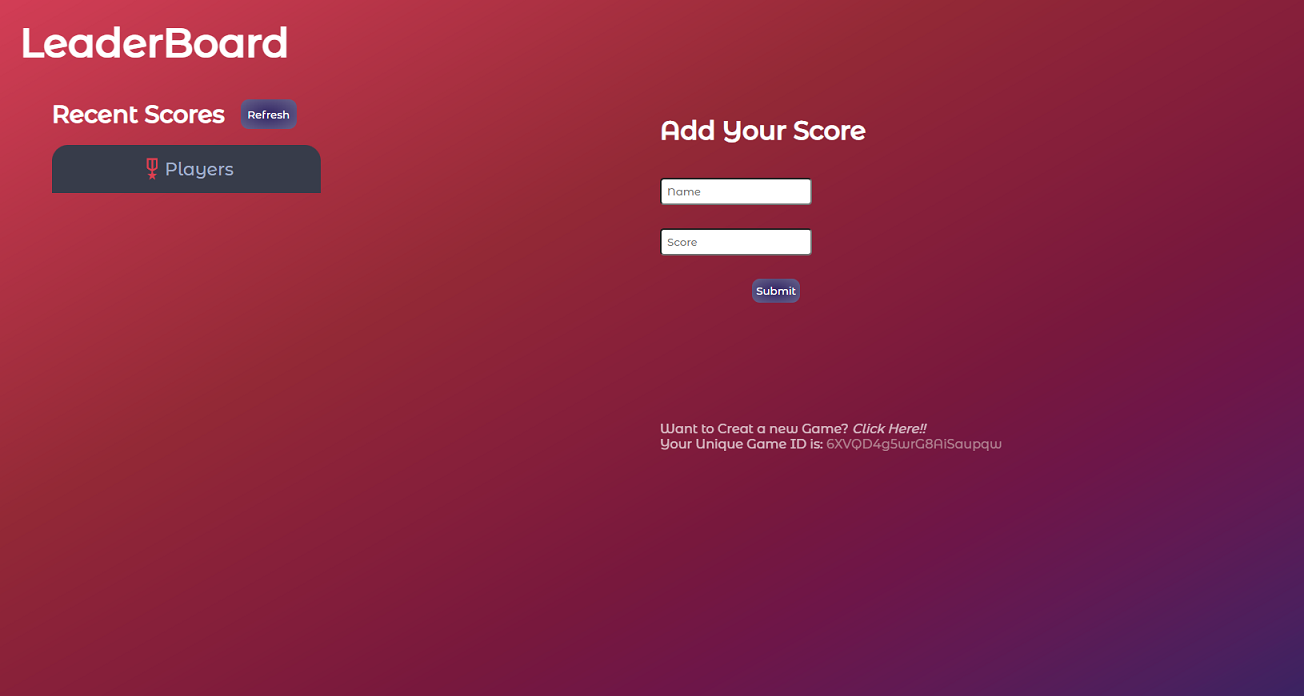 LeaderBoard
Recent Scores
Refresh
Players
Add Your Score
Name
Score
Submit
Want to Creat a new Game? Click Here!!
Your Unique Game ID is: 6XVQD4g5wrG8AiSaupqw